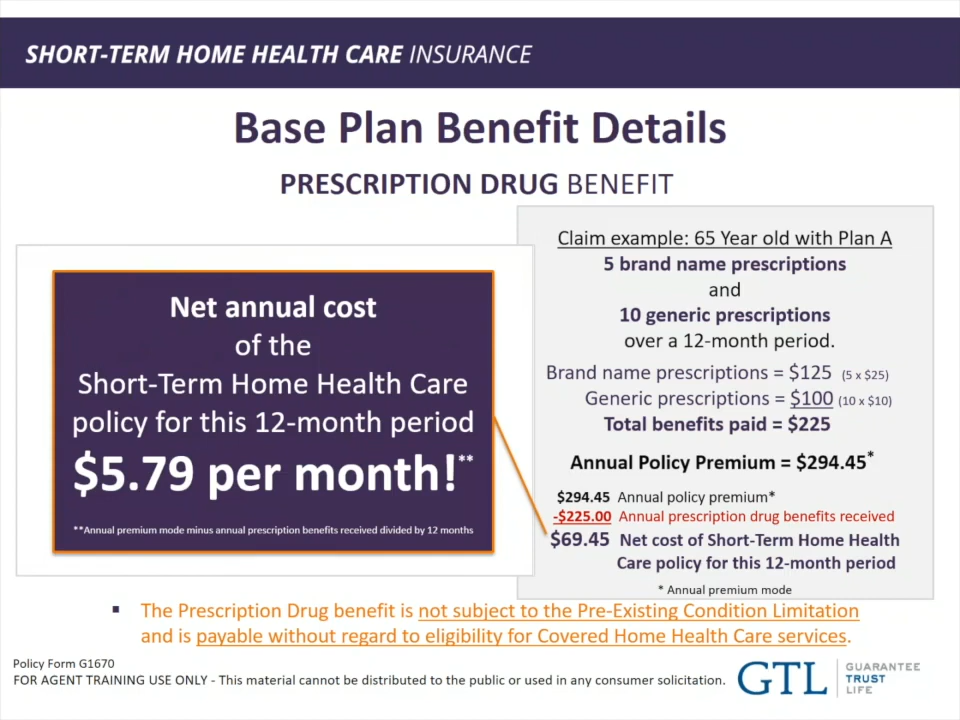 SHORT-TERM HOME HEALTH CARE INSURANCE
Base Plan Benefit Details
PRESCRIPTION DRUG BENEFIT
Net annual cost
of the
Short-Term Home Health Care
policy for this 12-month period
$5.79 per month!**
**Annual premium mode minus annual prescription benefits received divided by 12 months
Claim example: 65 Year old with Plan A
5 brand name prescriptions
and
10 generic prescriptions
over a 12-month period.
Brand name prescriptions = $125 (5 x $25)
Generic prescriptions = $100 (10 x $10)
Total benefits paid = $225
Annual Policy Premium = $294.45*
$294.45 Annual policy premium*
-$225.00 Annual prescription drug benefits received
$69.45 Net cost of Short-Term Home Health
Care policy for this 12-month period
* Annual premium mode
▪ The Prescription Drug benefit is not subject to the Pre-Existing Condition Limitation
and is payable without regard to eligibility for Covered Home Health Care services.
Policy Form G1670
FOR AGENT TRAINING USE ONLY - This material cannot be distributed to the public or used in any consumer solicitation.
GTL GUARANTEE
TRUST
LIFE